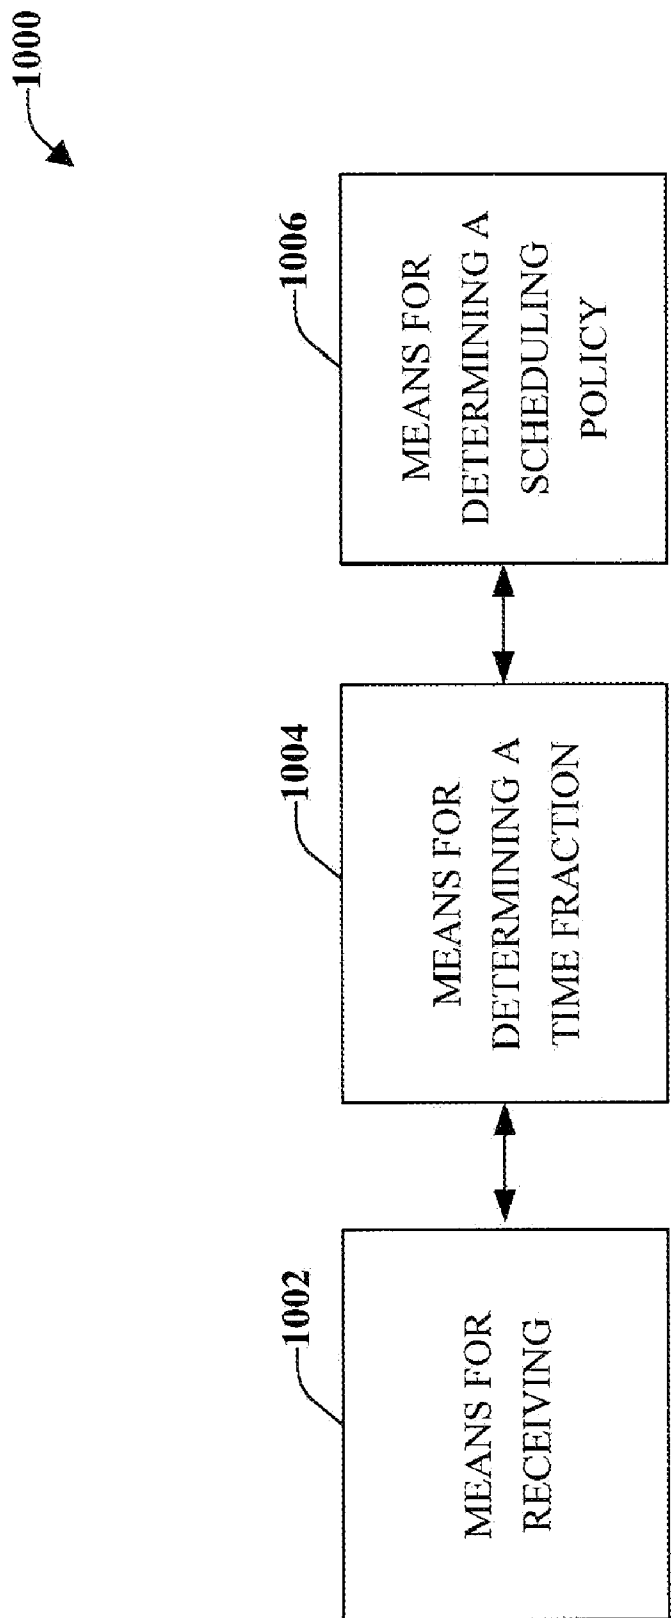 1000
1002
MEANS FOR
RECEIVING
1004
MEANS FOR
DETERMINING A
TIME FRACTION
1006
MEANS FOR
DETERMINING A
SCHEDULING
POLICY